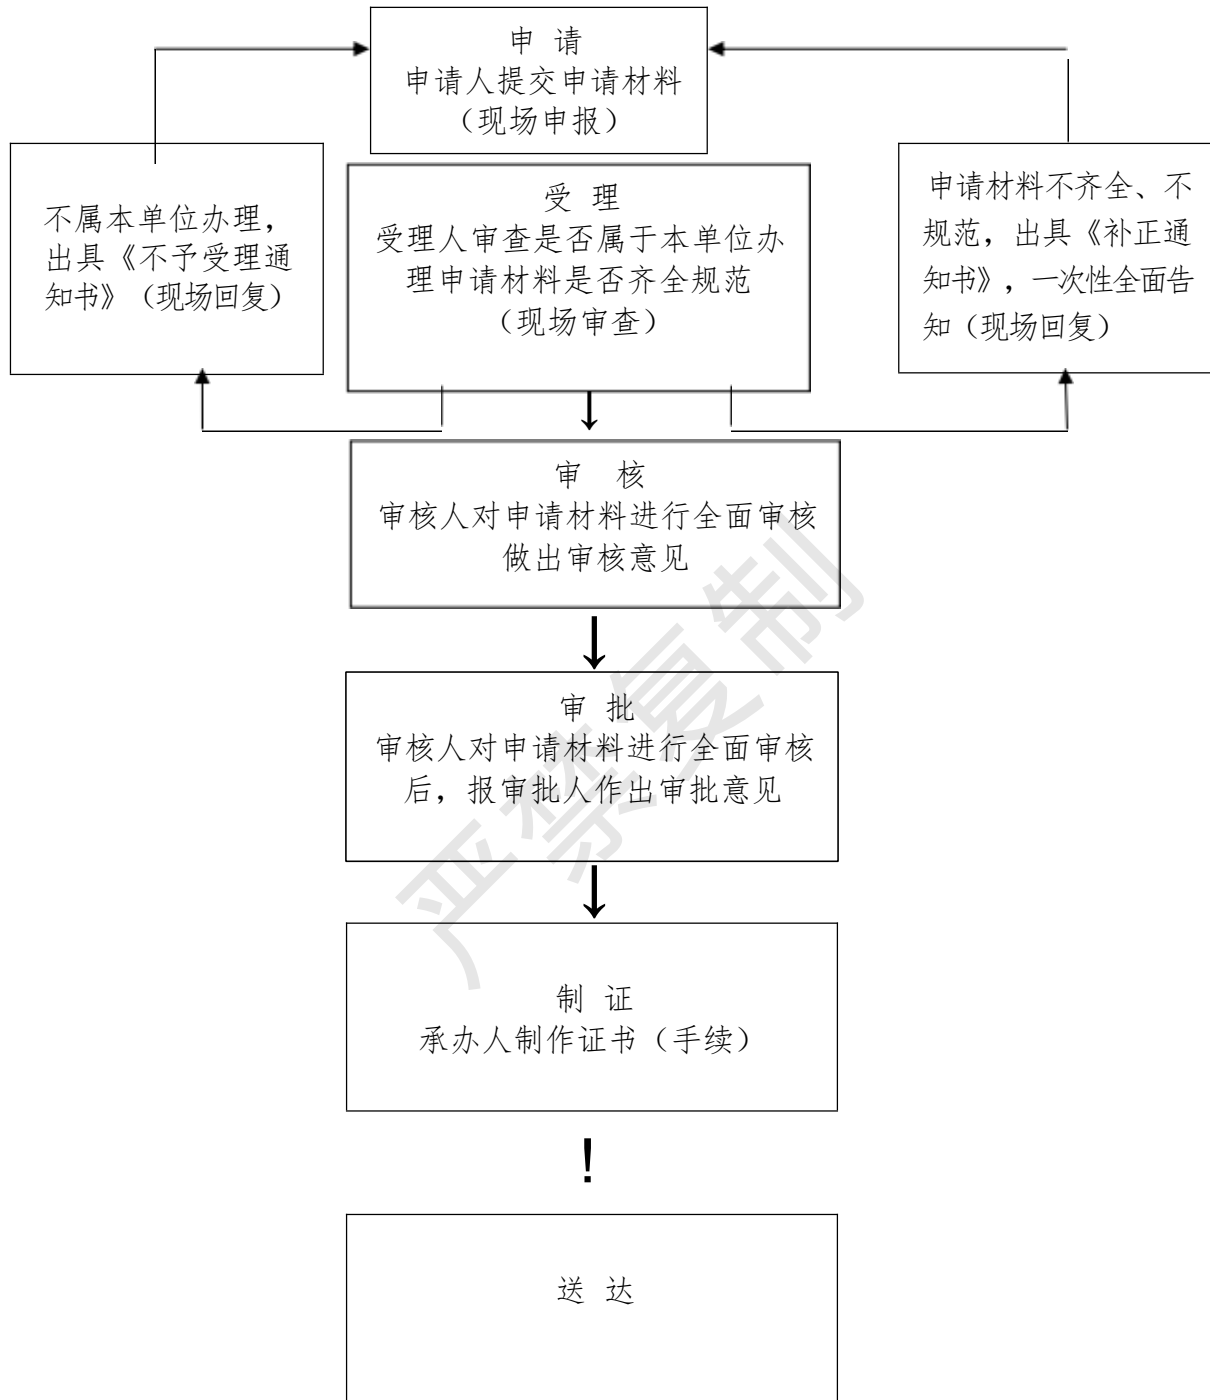 申 请
申请人提交申请材料
（现场申报）
不属本单位办理，
出具《不予受理通
知书》（现场回复）
受 理
受理人审查是否属于本单位办
理申请材料是否齐全规范
（现场审查）
申请材料不齐全、不
规范，出具《补正通
知书》，一次性全面告
知（现场回复）
审 核
审核人对申请材料进行全面审核
做出审核意见
审 批
审核人对申请材料进行全面审核
后，报审批人作出审批意见
制 证
承办人制作证书（手续）
!
送 达
严禁复制